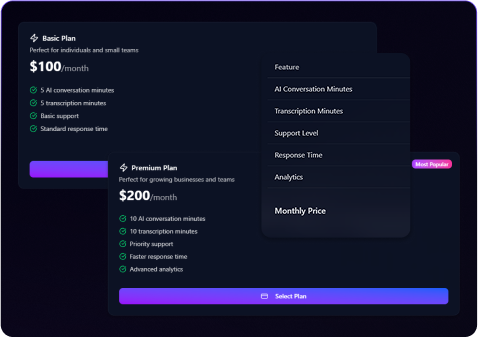 Basic Plan
Perfect for individuals and small teams
$100/month
5 AI conversation minutes
5 transcription minutes
Basic support
Standard response time
Feature
AI Conversation Minutes
Transcription Minutes
Support Level
Response Time
Analytics
Monthly Price
Most Popular
Premium Plan
Perfect for growing businesses and teams
$200/month
10 AI conversation minutes
10 transcription minutes
Priority support
Faster response time
Advanced analytics
Select Plan